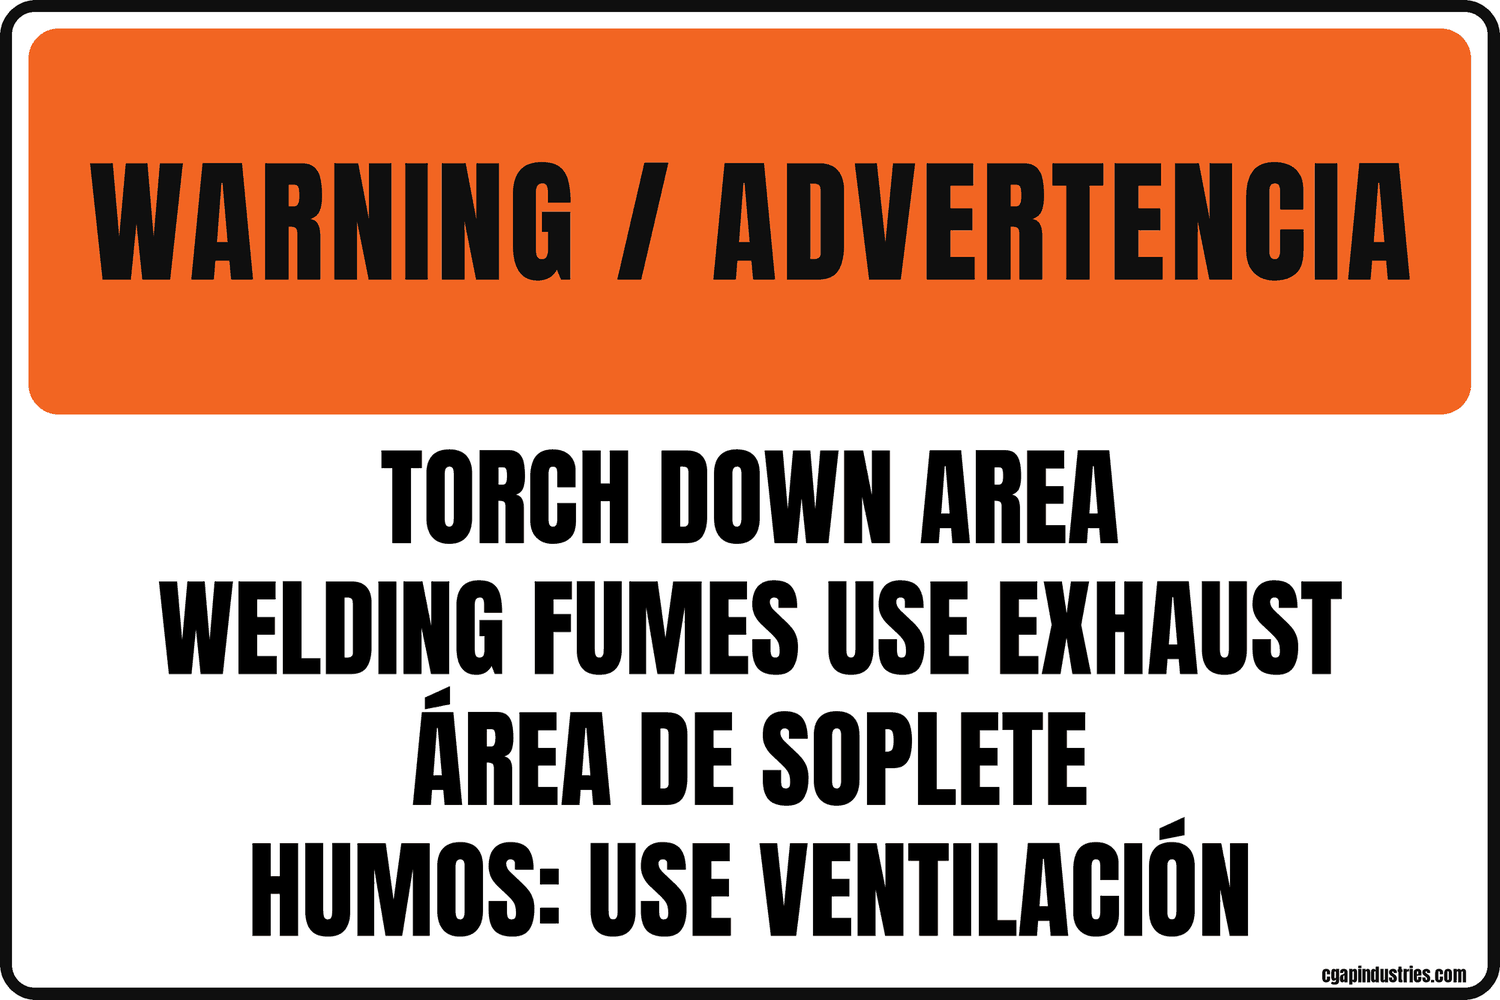 WARNING / ADVERTENCIA
TORCH DOWN AREA
WELDING FUMES USE EXHAUST
ÁREA DE SOPLETE
HUMOS: USE VENTILACIÓN
cgapindustries.com